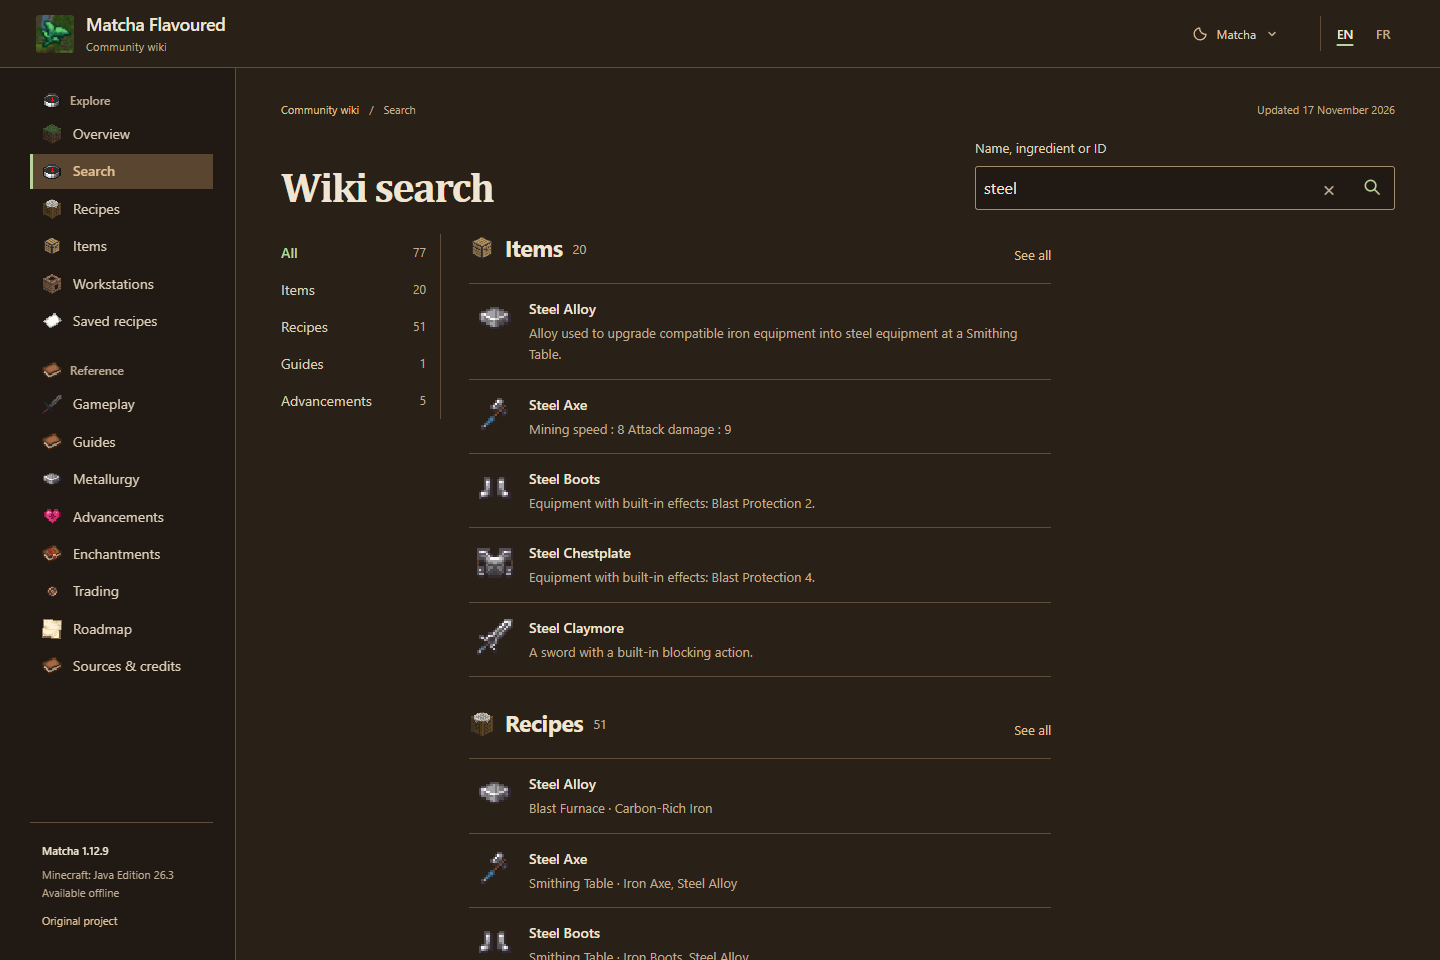 Matcha Flavoured
Community wiki
Matcha
EN
FR
Explore
Overview
Search
Recipes
Items
Workstations
Saved recipes
Reference
Gameplay
Guides
Metallurgy
Advancements
Enchantments
Trading
Roadmap
Sources & credits
Matcha 1.12.9
Minecraft: Java Edition 26.3
Available offline
Original project
Community wiki / Search
Updated 17 November 2026
Wiki search
Name, ingredient or ID
steel
All 77
Items 20
Recipes 51
Guides 1
Advancements 5
Items 20
See all
Steel Alloy
Alloy used to upgrade compatible iron equipment into steel equipment at a Smithing
Table.
Steel Axe
Mining speed : 8 Attack damage : 9
Steel Boots
Equipment with built-in effects: Blast Protection 2.
Steel Chestplate
Equipment with built-in effects: Blast Protection 4.
Steel Claymore
A sword with a built-in blocking action.
Recipes 51
See all
Steel Alloy
Blast Furnace · Carbon-Rich Iron
Steel Axe
Smithing Table · Iron Axe, Steel Alloy
Steel Boots
Smithing Table · Iron Boots, Steel Alloy